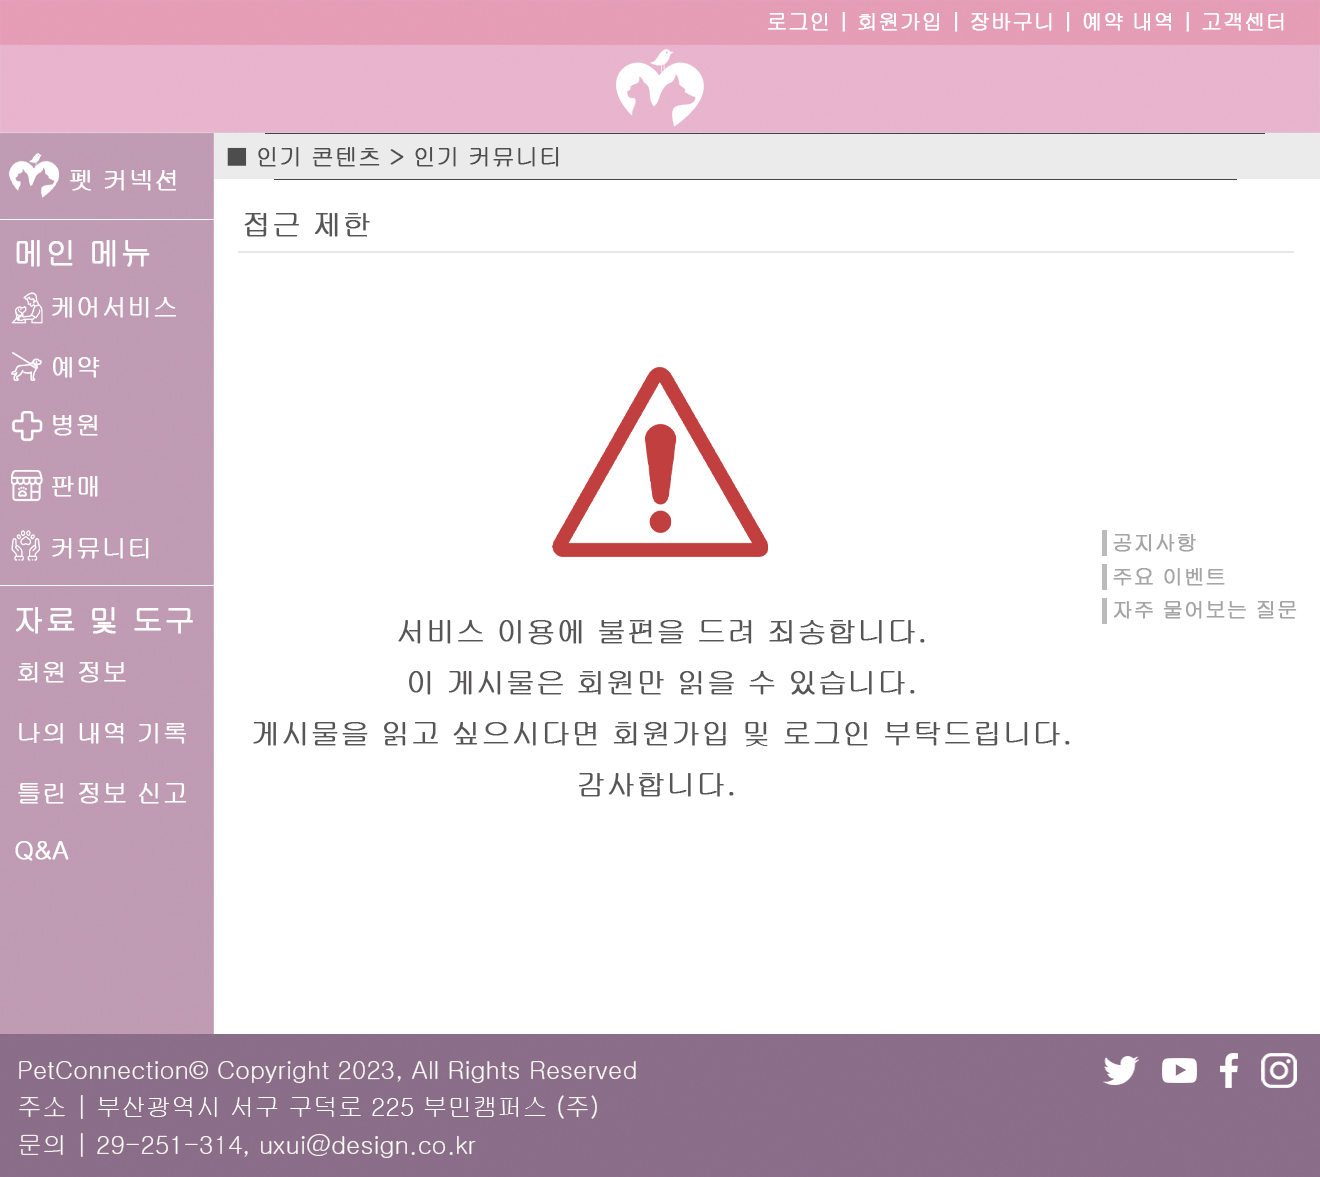 로그인 | 회원가입 | 장바구니 | 예약 내역 | 고객센터
펫 커넥션
■ 인기 콘텐츠 > 인기 커뮤니티
접근 제한
메인 메뉴
케어서비스
예약
병원
판매
커뮤니티
자료 및 도구
회원 정보
나의 내역 기록
틀린 정보 신고
Q&A
서비스 이용에 불편을 드려 죄송합니다.
이 게시물은 회원만 읽을 수 있습니다.
게시물을 읽고 싶으시다면 회원가입 및 로그인 부탁드립니다.
감사합니다.
공지사항
주요 이벤트
자주 물어보는 질문
PetConnection© Copyright 2023, All Rights Reserved
주소 | 부산광역시 서구 구덕로 225 부민캠퍼스 (주)
문의 | 29-251-314, uxui@design.co.kr